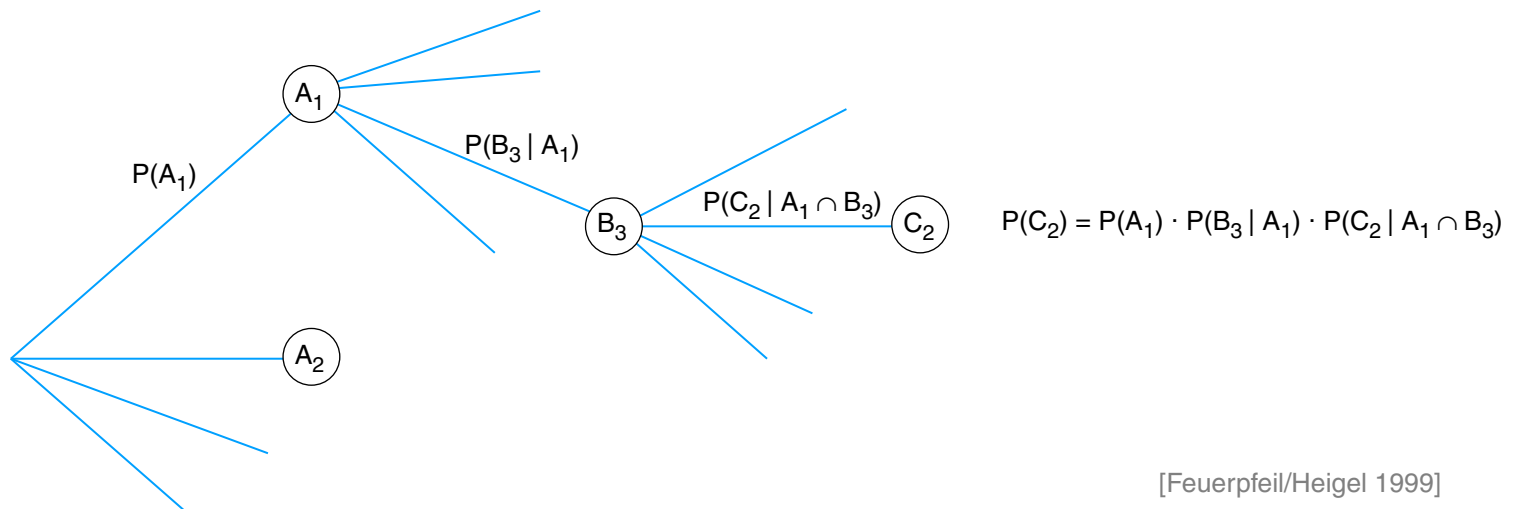 A₁
P(B₃ | A₁)
P(A₁)
P(C₂ | A₁ ∩ B₃)
B₃
C₂
P(C₂) = P(A₁) · P(B₃ | A₁) · P(C₂ | A₁ ∩ B₃)
A₂
[Feuerpfeil/Heigel 1999]